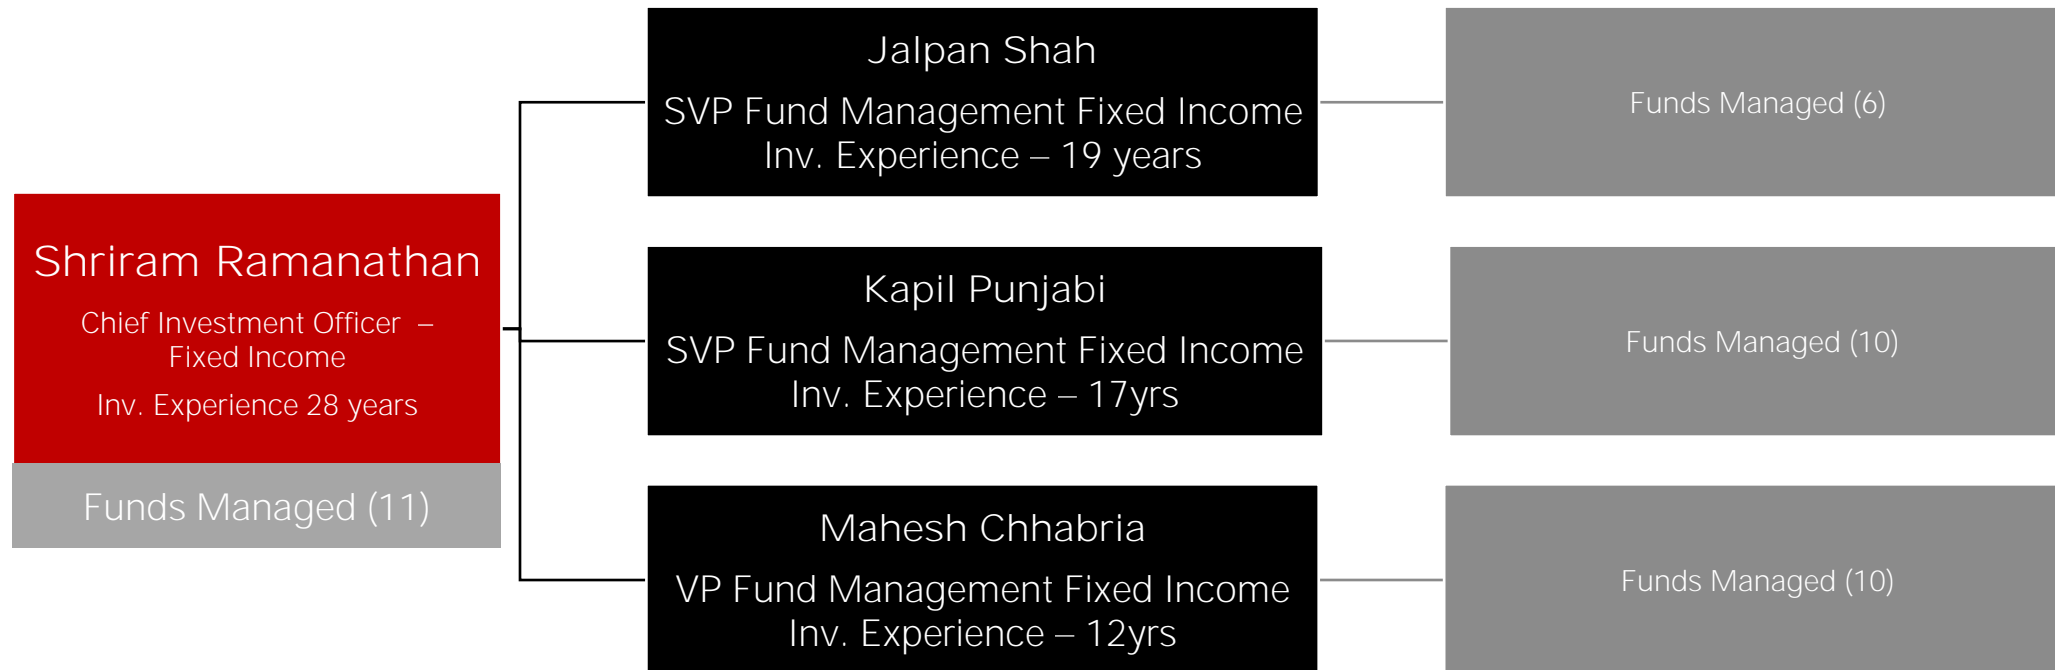 Shriram Ramanathan
Chief Investment Officer –
Fixed Income
Inv. Experience 28 years
Funds Managed (11)
Jalpan Shah
SVP Fund Management Fixed Income
Inv. Experience – 19 years
Funds Managed (6)
Kapil Punjabi
SVP Fund Management Fixed Income
Inv. Experience – 17yrs
Funds Managed (10)
Mahesh Chhabria
VP Fund Management Fixed Income
Inv. Experience – 12yrs
Funds Managed (10)